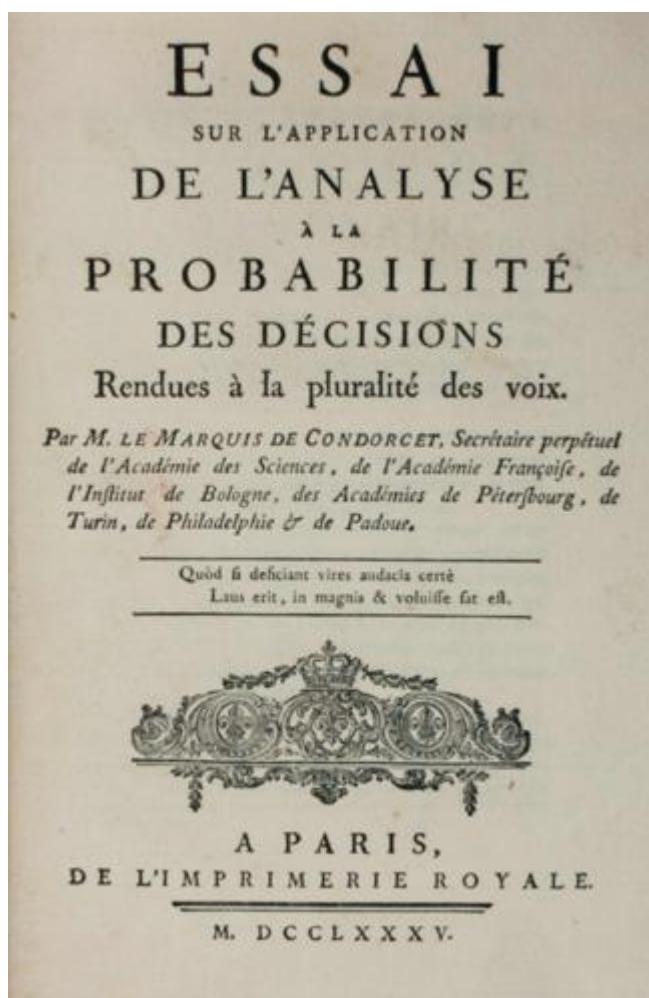 ESSAI
SUR L'APPLICATION
DE L'ANALYSE
À LA
PROBABILITÉ
DES DÉCISIONS
Rendues à la pluralité des voix.
Par M. LE MARQUIS DE CONDORCET, Secrétaire perpétuel
de l'Académie des Sciences, de l'Académie Françoiſe, de
l'Inſtitut de Bologne, des Académies de Péterſbourg, de
Turin, de Philadelphie & de Padoue.
Quòd ſi deficiant vires audacia certè
Laus erit, in magnis & voluiſſe ſat eſt.
A PARIS,
DE L'IMPRIMERIE ROYALE.
M. DCCLXXXV.